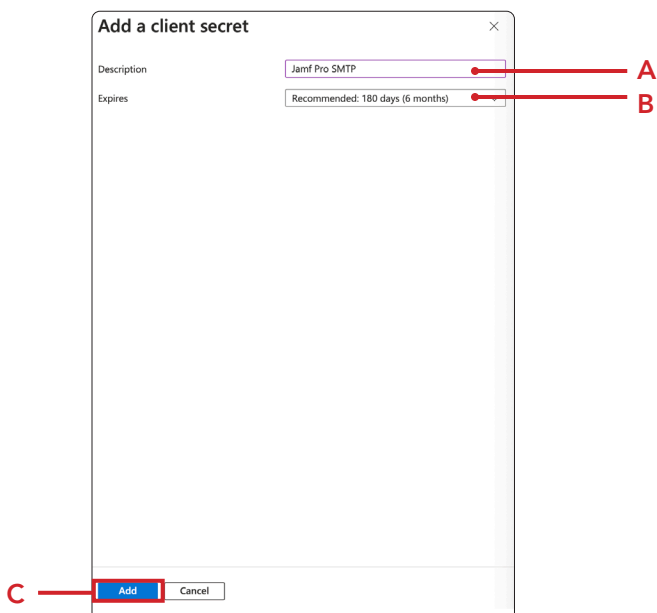 Add a client secret
Description Jamf Pro SMTP A
Expires Recommended: 180 days (6 months) B
C Add Cancel